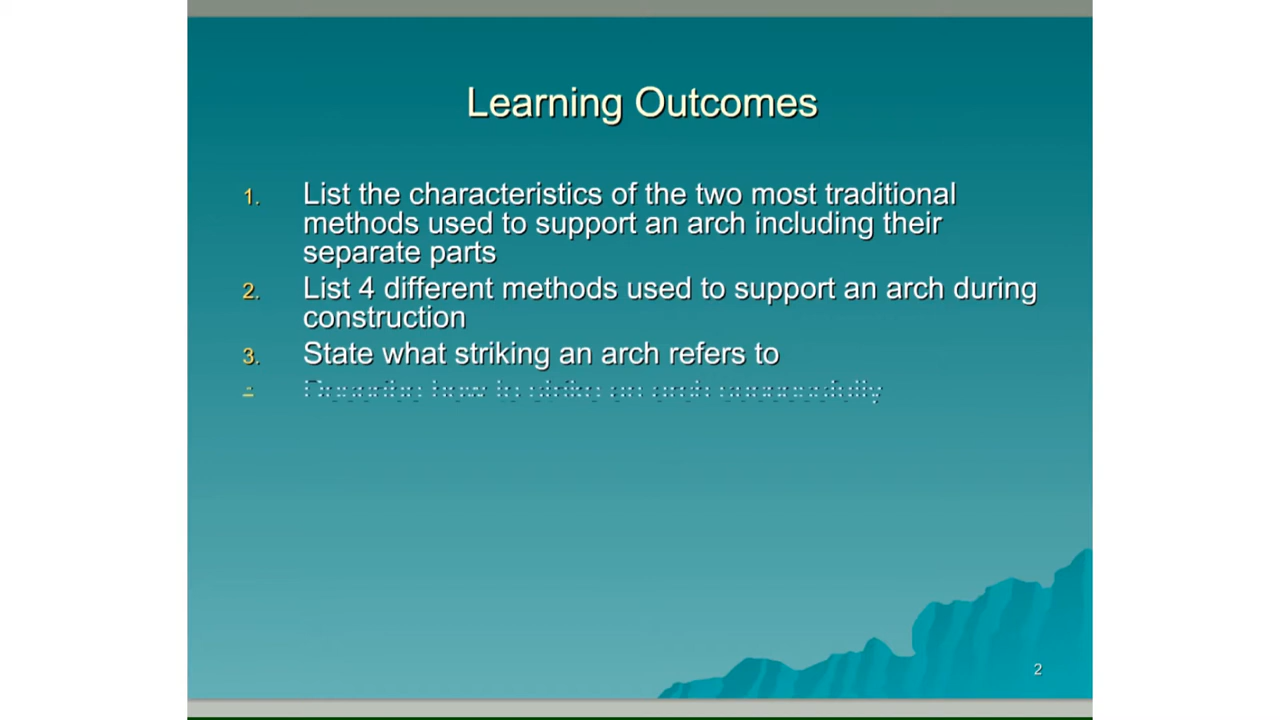 Learning Outcomes
1. List the characteristics of the two most traditional
methods used to support an arch including their
separate parts
2. List 4 different methods used to support an arch during
construction
3. State what striking an arch refers to
2